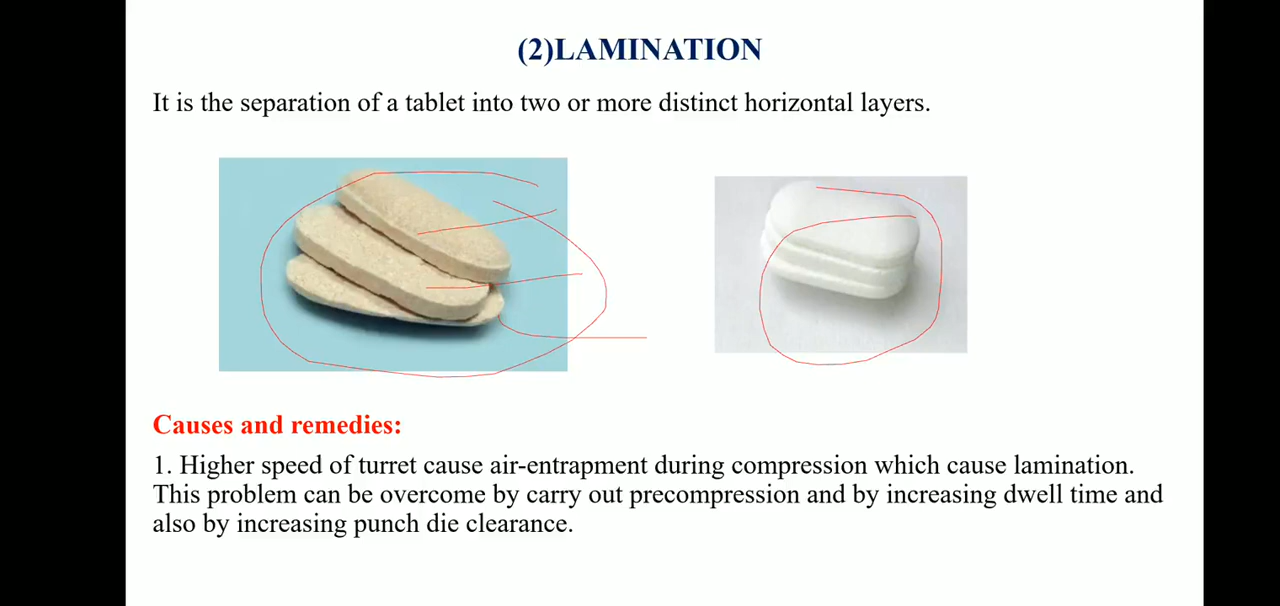 (2)LAMINATION
It is the separation of a tablet into two or more distinct horizontal layers.
Causes and remedies:
1. Higher speed of turret cause air-entrapment during compression which cause lamination.
This problem can be overcome by carry out precompression and by increasing dwell time and
also by increasing punch die clearance.